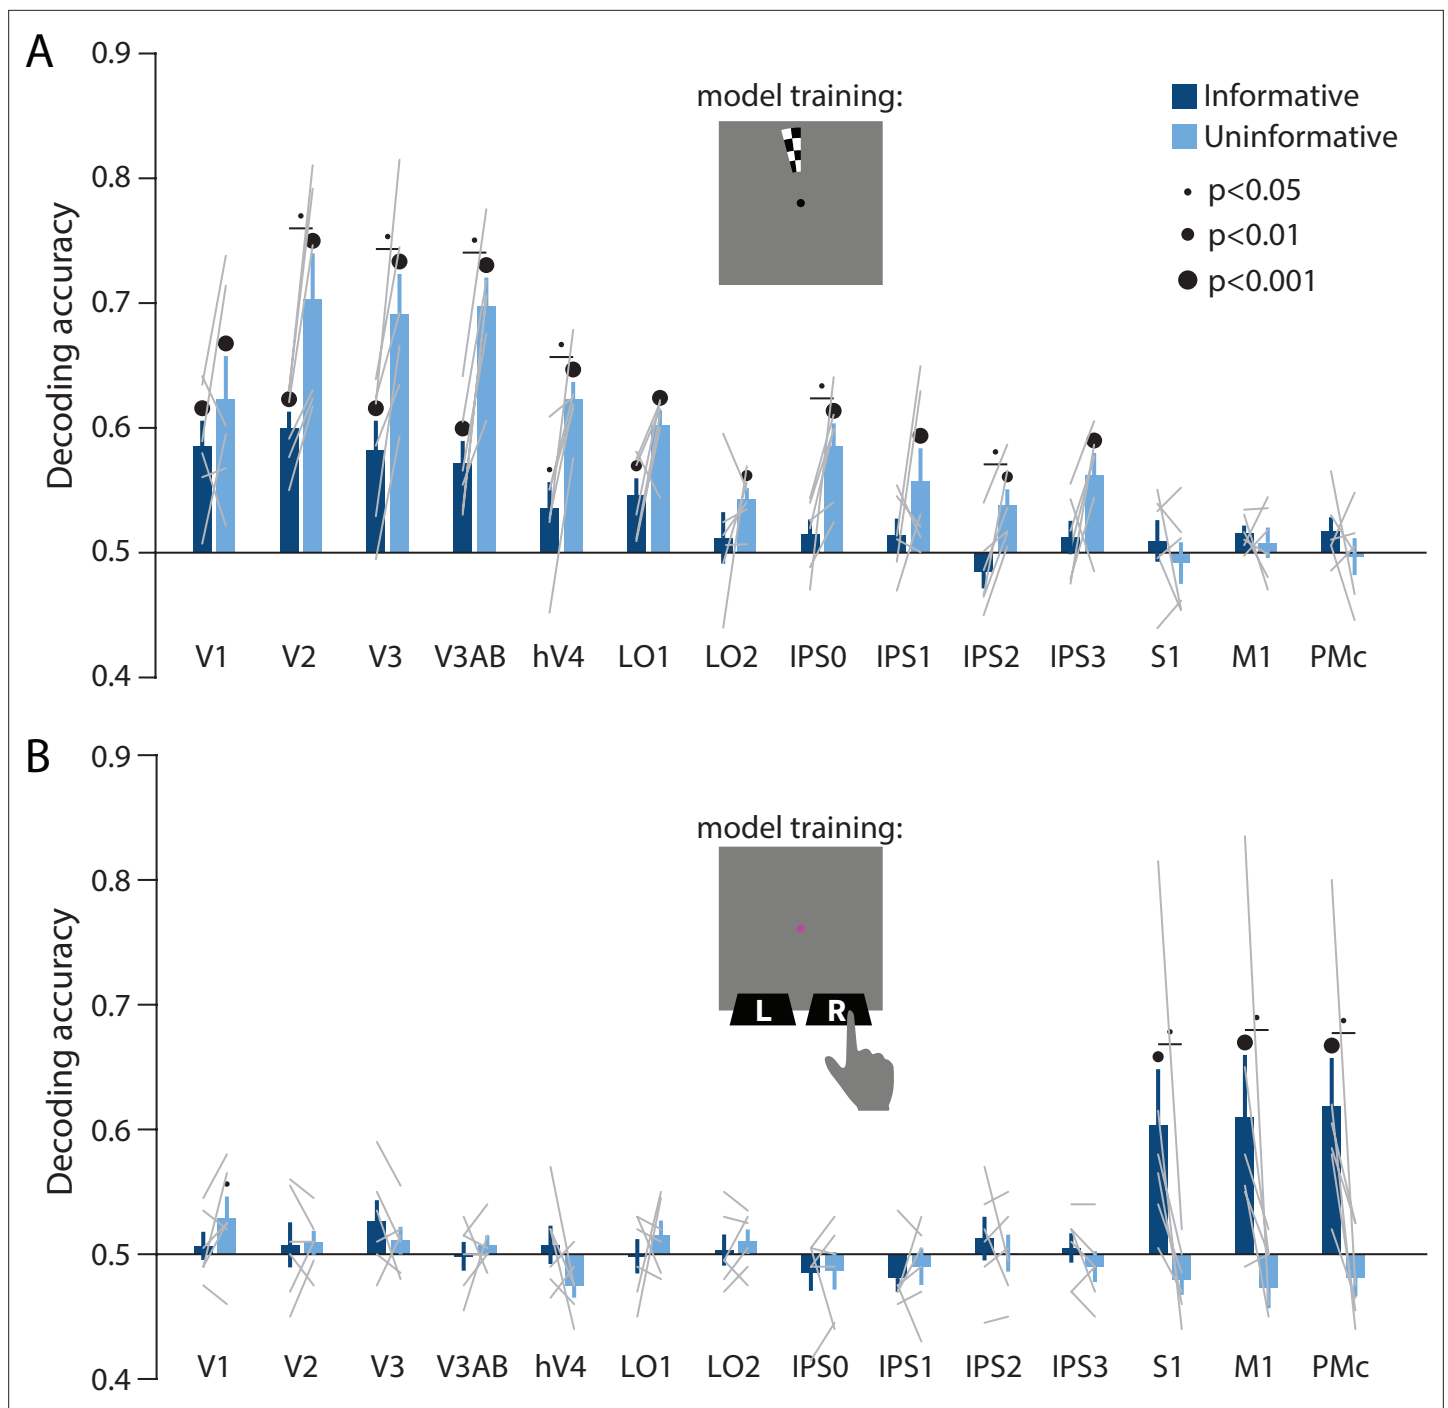 A
0.9
0.8
0.7
0.6
0.5
0.4
Decoding accuracy
model training:
Informative
Uninformative
p<0.05
p<0.01
p<0.001
V1 V2 V3 V3AB hV4 LO1 LO2 IPS0 IPS1 IPS2 IPS3 S1 M1 PMc
B
0.9
0.8
0.7
0.6
0.5
0.4
Decoding accuracy
model training:
L R
V1 V2 V3 V3AB hV4 LO1 LO2 IPS0 IPS1 IPS2 IPS3 S1 M1 PMc